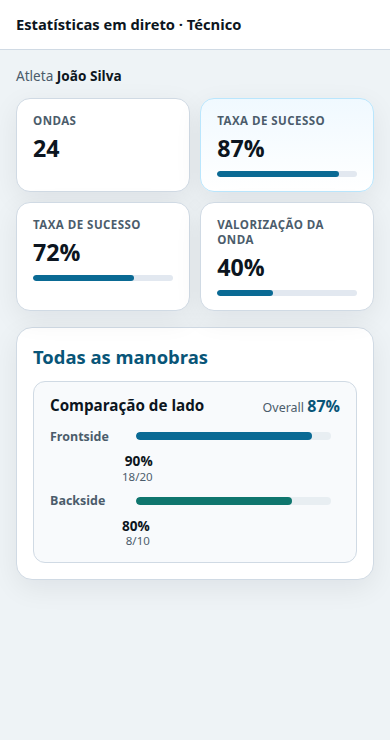 Estatísticas em direto · Técnico
Atleta João Silva
ONDAS
24
TAXA DE SUCESSO
87%
TAXA DE SUCESSO
72%
VALORIZAÇÃO DA
ONDA
40%
Todas as manobras
Comparação de lado
Overall 87%
Frontside
90%
18/20
Backside
80%
8/10